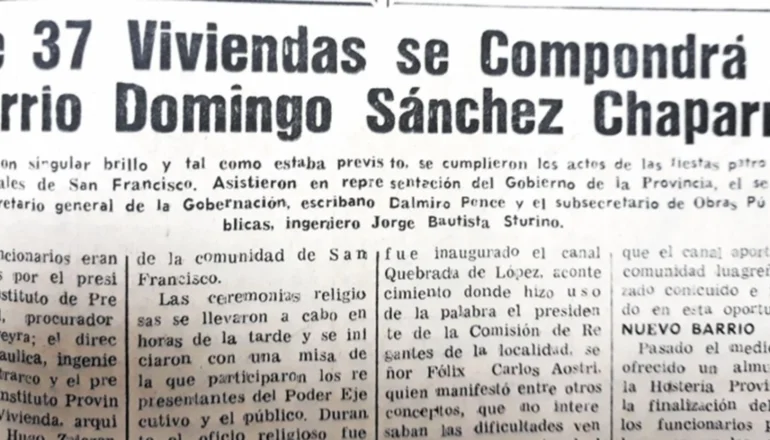 37 Viviendas se Compondrá
rrio Domingo Sánchez Chapar
on singular brillo y tal como estaba previs to, se cumplieron los actos de las fiestas patro
ales de San Francisco. Asistieron en repre sentación del Gobierno de la Provincia, el se
retario general de la Gobernación, escribano Dalmiro Pence y el subsecretario de Obras Pú
blicas, ingeniero Jorge Bautista Sturino.
ncionarios eran
s por el presi
stituto de Pre
, procurador
eyra; el direc
aulica, ingenie
trarco y el pre
nstituto Provin
Vivienda, arqui
Hugo
de la comunidad de San
Francisco.
Las ceremonias religio
sas se llevaron a cabo en
horas de la tarde y se ini
ciaron con una misa de
la que participaron los re
presentantes del Poder Eje
cutivo y el público. Duran
te el oficio religioso fue
fue inaugurado el canal
Quebrada de López, aconte
cimiento donde hizo uso
de la palabra el presiden
te de la Comisión de Re
gantes de la localidad, se
ñor Félix Carlos Aostri,
quien manifestó entre otros
conceptos, que no intere
saban las dificultades ven
que el canal aport
comunidad luagreñ
zado conicuido e
do en esta oportu
NUEVO BARRIO
Pasado el medi
ofrecido un almu
la Hostería Provi
la finalización de
los funcionarios